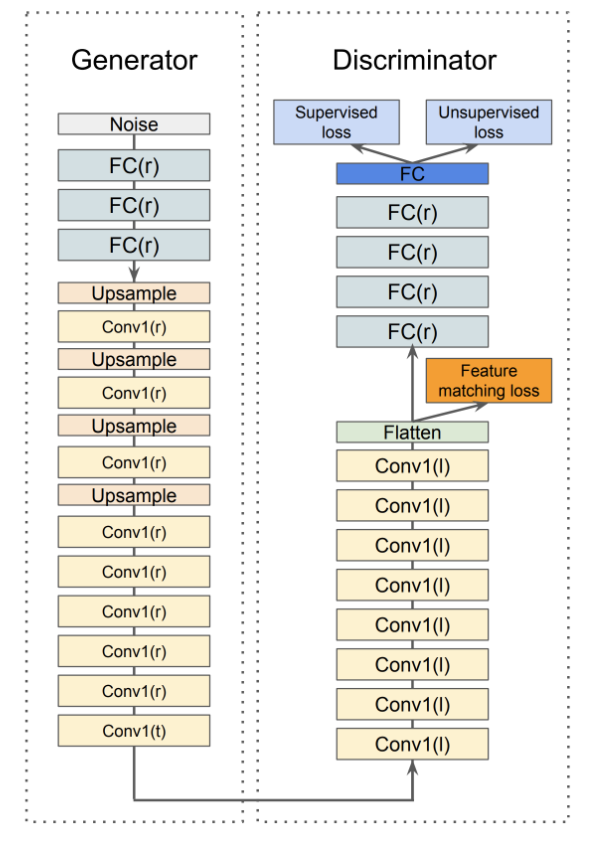 Generator
Noise
FC(r)
FC(r)
FC(r)
Upsample
Conv1(r)
Upsample
Conv1(r)
Upsample
Conv1(r)
Upsample
Conv1(r)
Conv1(r)
Conv1(r)
Conv1(r)
Conv1(r)
Conv1(t)
Discriminator
Supervised
loss
Unsupervised
loss
FC
FC(r)
FC(r)
FC(r)
FC(r)
Feature
matching loss
Flatten
Conv1(l)
Conv1(l)
Conv1(l)
Conv1(l)
Conv1(l)
Conv1(l)
Conv1(l)
Conv1(l)